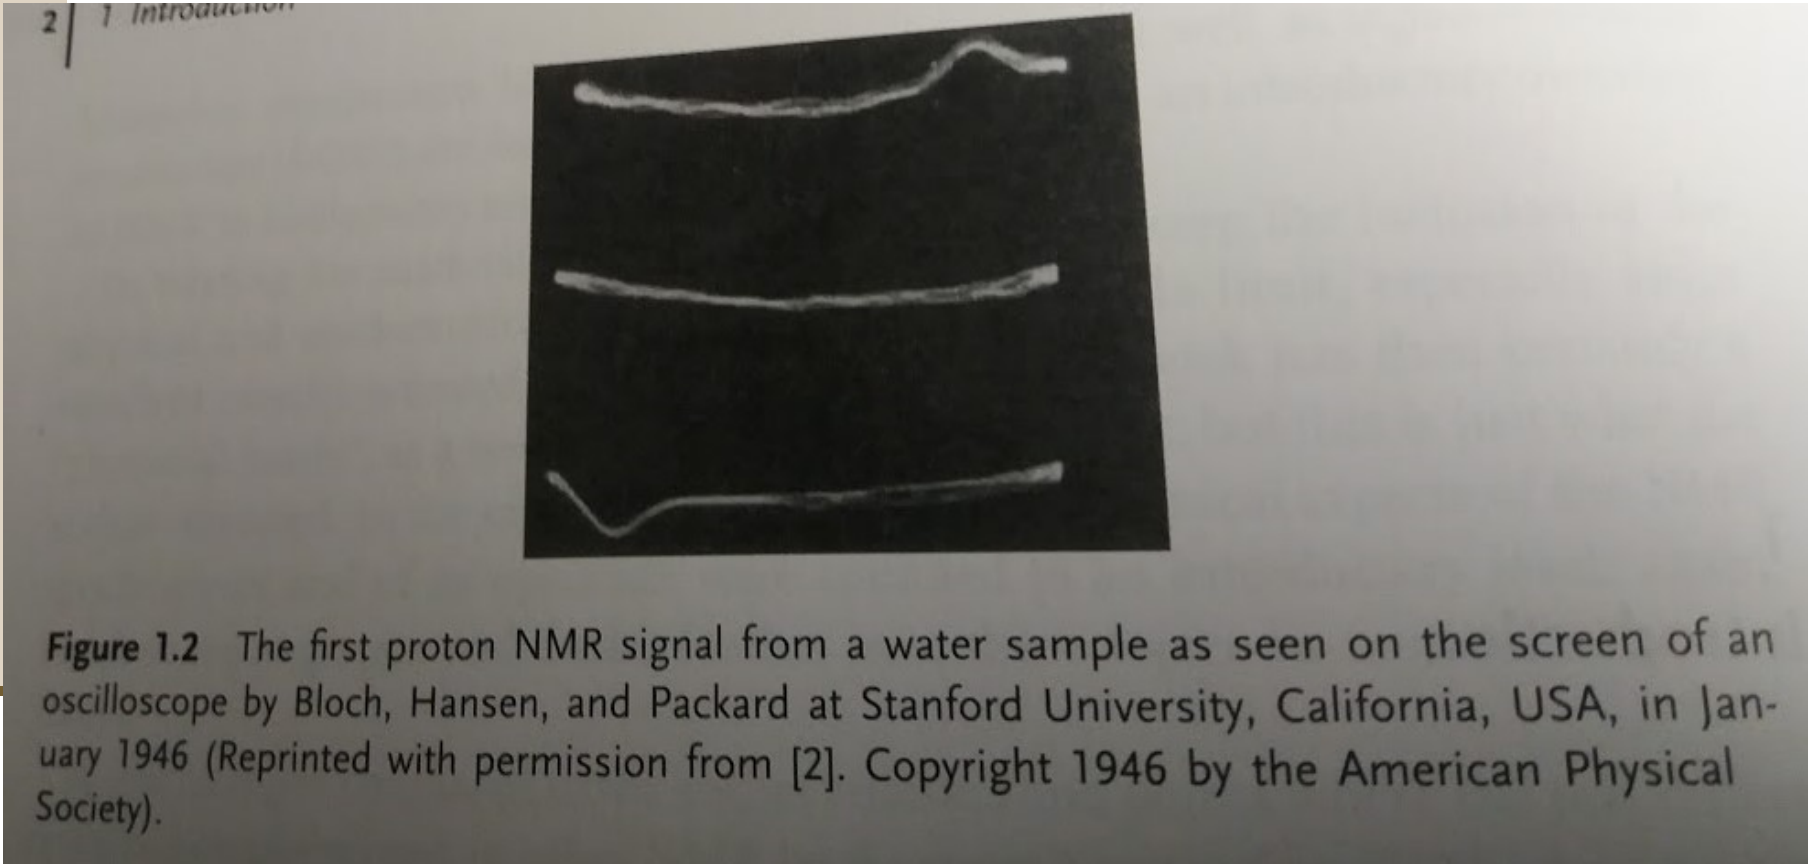 2 1 Introduction
Figure 1.2 The first proton NMR signal from a water sample as seen on the screen of an
oscilloscope by Bloch, Hansen, and Packard at Stanford University, California, USA, in Jan-
uary 1946 (Reprinted with permission from [2]. Copyright 1946 by the American Physical
Society).